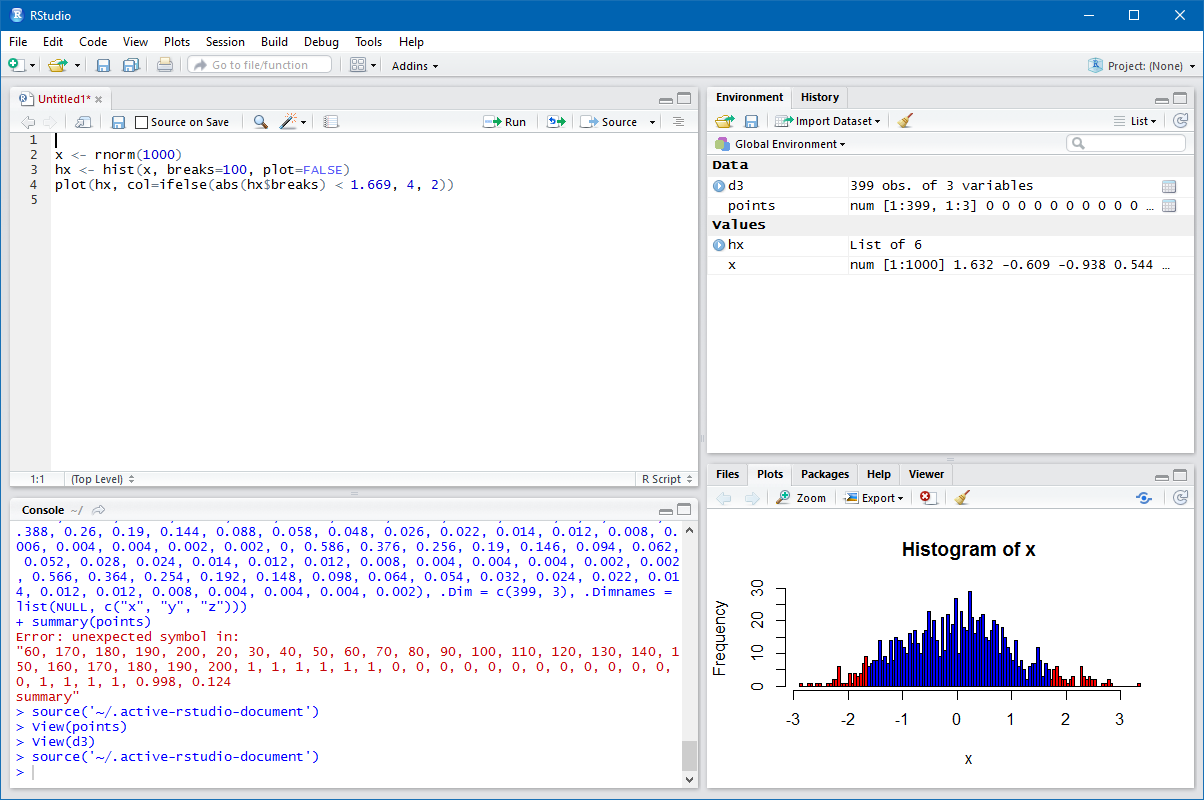 RStudio
File Edit Code View Plots Session Build Debug Tools Help
Go to file/function Addins Project: (None)
Untitled1*
Source on Save Run Source
1
2 x <- rnorm(1000)
3 hx <- hist(x, breaks=100, plot=FALSE)
4 plot(hx, col=ifelse(abs(hx$breaks) < 1.669, 4, 2))
5
1:1 (Top Level) R Script
Console ~/
.388, 0.26, 0.19, 0.144, 0.088, 0.058, 0.048, 0.026, 0.022, 0.014, 0.012, 0.008, 0.
006, 0.004, 0.004, 0.002, 0.002, 0, 0.586, 0.376, 0.256, 0.19, 0.146, 0.094, 0.062,
0.052, 0.028, 0.024, 0.014, 0.012, 0.012, 0.008, 0.004, 0.004, 0.004, 0.002, 0.002
, 0.566, 0.364, 0.254, 0.192, 0.148, 0.098, 0.064, 0.054, 0.032, 0.024, 0.022, 0.01
4, 0.012, 0.012, 0.008, 0.004, 0.004, 0.004, 0.002), .Dim = c(399, 3), .Dimnames =
list(NULL, c("x", "y", "z")))
+ summary(points)
Error: unexpected symbol in:
"60, 170, 180, 190, 200, 20, 30, 40, 50, 60, 70, 80, 90, 100, 110, 120, 130, 140, 1
50, 160, 170, 180, 190, 200, 1, 1, 1, 1, 1, 1, 0, 0, 0, 0, 0, 0, 0, 0, 0, 0, 0, 0,
0, 1, 1, 1, 1, 0.998, 0.124
summary"
> source('~/.active-rstudio-document')
> View(points)
> View(d3)
> source('~/.active-rstudio-document')
>
Environment History
Import Dataset List
Global Environment
Data
d3 399 obs. of 3 variables
points num [1:399, 1:3] 0 0 0 0 0 0 0 0 0 0 …
Values
hx List of 6
x num [1:1000] 1.632 -0.609 -0.938 0.544 …
Files Plots Packages Help Viewer
Zoom Export
Histogram of x
Frequency
30
20
10
0
-3 -2 -1 0 1 2 3
x